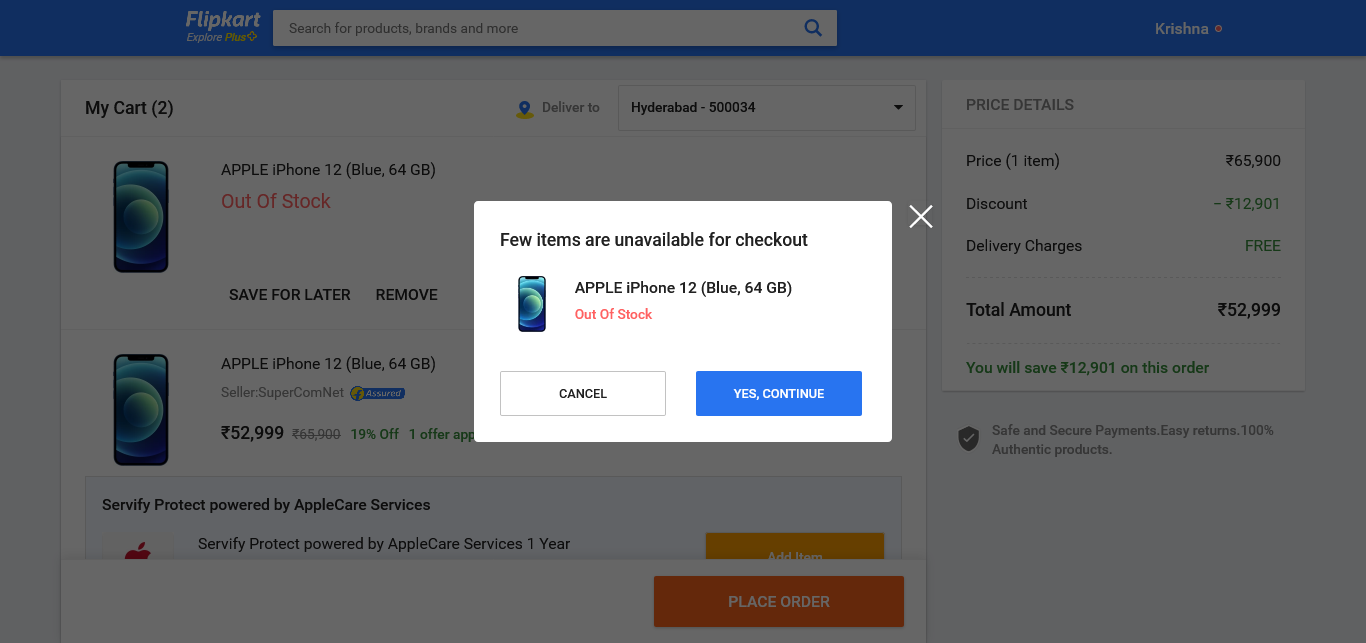 Flipkart
Explore Plus
Search for products, brands and more
Krishna
My Cart (2)
Deliver to
Hyderabad - 500034
APPLE iPhone 12 (Blue, 64 GB)
Out Of Stock
SAVE FOR LATER REMOVE
APPLE iPhone 12 (Blue, 64 GB)
Seller:SuperComNet Assured
₹52,999 ₹65,900 19% Off 1 offer app
Servify Protect powered by AppleCare Services
Servify Protect powered by AppleCare Services 1 Year
Add Item
PLACE ORDER
Few items are unavailable for checkout
APPLE iPhone 12 (Blue, 64 GB)
Out Of Stock
CANCEL
YES, CONTINUE
PRICE DETAILS
Price (1 item) ₹65,900
Discount − ₹12,901
Delivery Charges FREE
Total Amount ₹52,999
You will save ₹12,901 on this order
Safe and Secure Payments.Easy returns.100%
Authentic products.